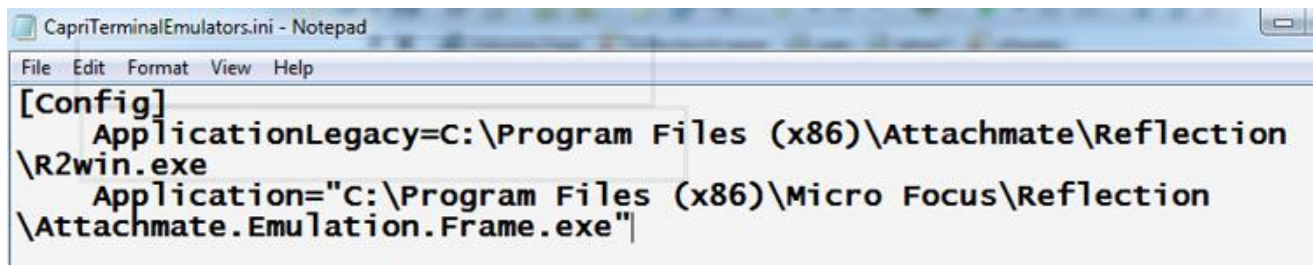 CapriTerminalEmulators.ini - Notepad
File Edit Format View Help
[Config]
ApplicationLegacy=C:\Program Files (x86)\Attachmate\Reflection
\R2win.exe
Application="C:\Program Files (x86)\Micro Focus\Reflection
\Attachmate.Emulation.Frame.exe"